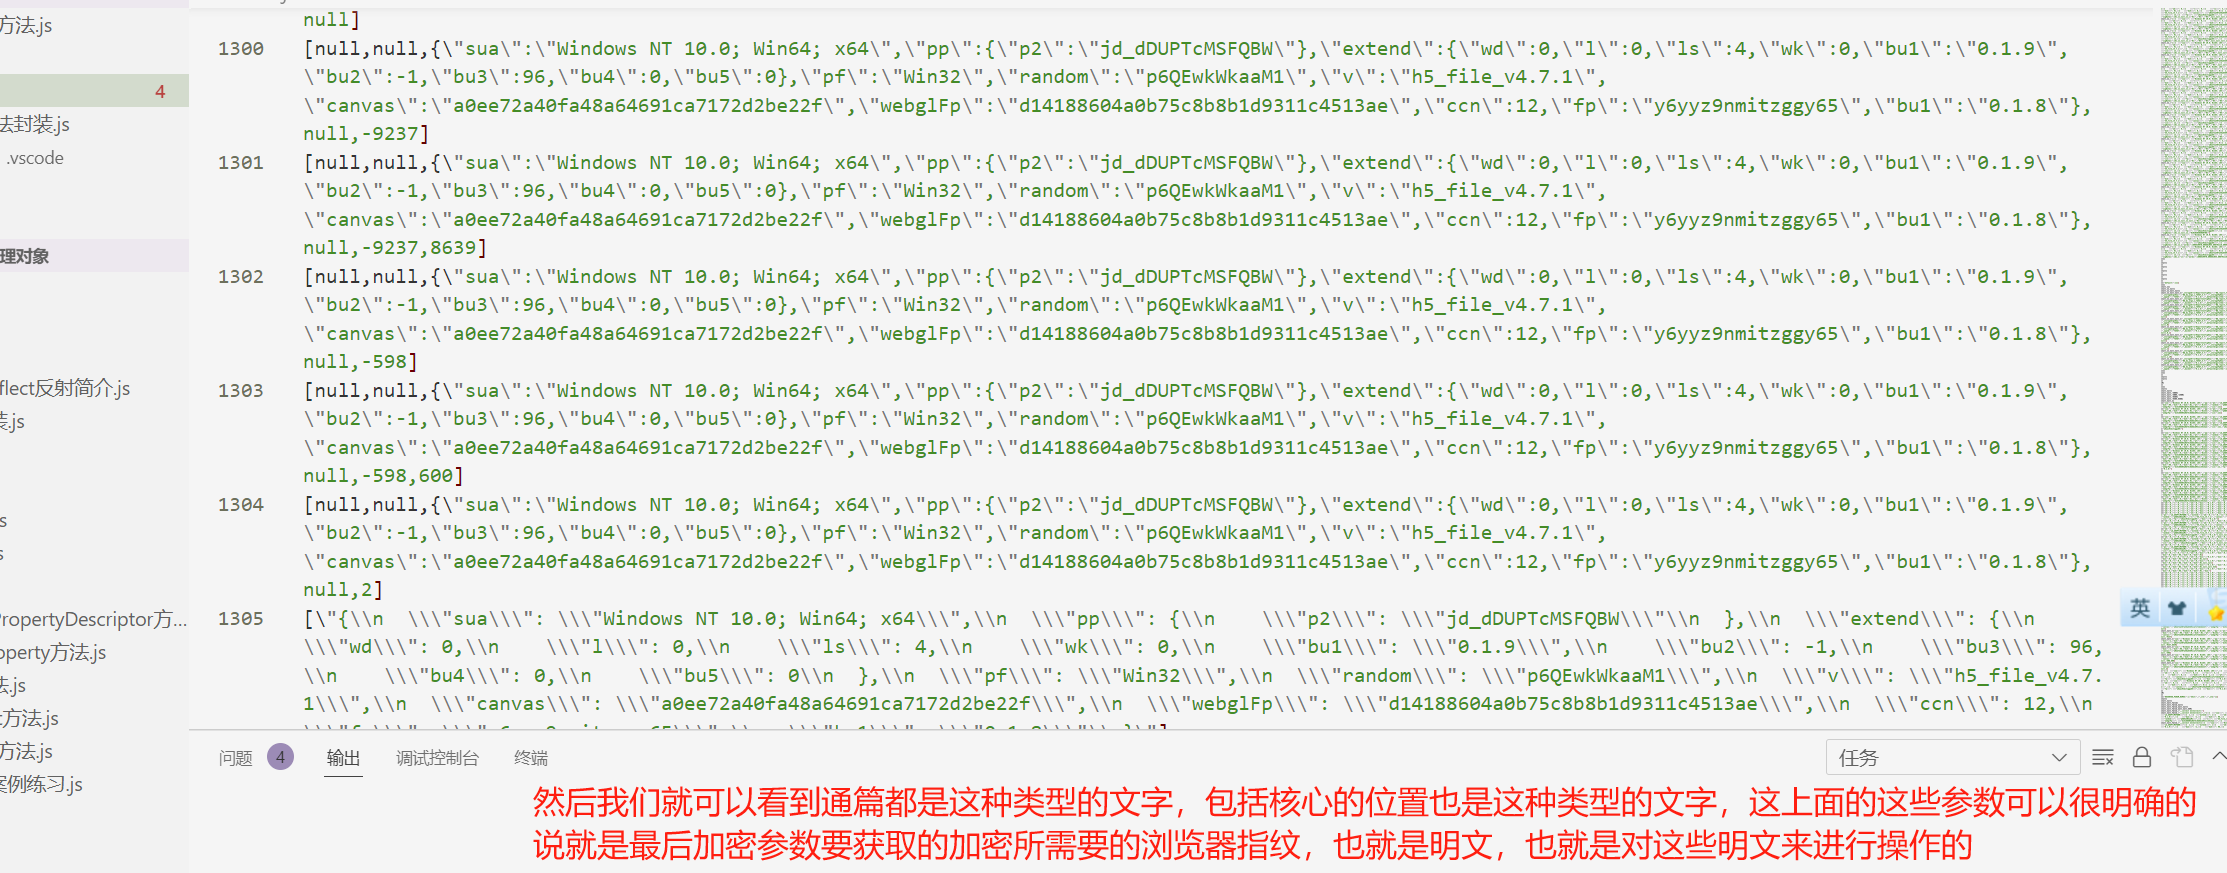 方法.js
4
法封装.js
.vscode
理对象
flect反射简介.js
装.js
s
s
PropertyDescriptor方...
operty方法.js
法.js
t方法.js
方法.js
案例练习.js
null]
1300
[null,null,{\"sua\":\"Windows NT 10.0; Win64; x64\",\"pp\":{\"p2\":\"jd_dDUPTcMSFQBW\"},\"extend\":{\"wd\":0,\"l\":0,\"ls\":4,\"wk\":0,\"bu1\":\"0.1.9\",
\"bu2\":-1,\"bu3\":96,\"bu4\":0,\"bu5\":0},\"pf\":\"Win32\",\"random\":\"p6QEwkWkaaM1\",\"v\":\"h5_file_v4.7.1\",
\"canvas\":\"a0ee72a40fa48a64691ca7172d2be22f\",\"webglFp\":\"d14188604a0b75c8b8b1d9311c4513ae\",\"ccn\":12,\"fp\":\"y6yyz9nmitzggy65\",\"bu1\":\"0.1.8\"},
null,-9237]
1301
[null,null,{\"sua\":\"Windows NT 10.0; Win64; x64\",\"pp\":{\"p2\":\"jd_dDUPTcMSFQBW\"},\"extend\":{\"wd\":0,\"l\":0,\"ls\":4,\"wk\":0,\"bu1\":\"0.1.9\",
\"bu2\":-1,\"bu3\":96,\"bu4\":0,\"bu5\":0},\"pf\":\"Win32\",\"random\":\"p6QEwkWkaaM1\",\"v\":\"h5_file_v4.7.1\",
\"canvas\":\"a0ee72a40fa48a64691ca7172d2be22f\",\"webglFp\":\"d14188604a0b75c8b8b1d9311c4513ae\",\"ccn\":12,\"fp\":\"y6yyz9nmitzggy65\",\"bu1\":\"0.1.8\"},
null,-9237,8639]
1302
[null,null,{\"sua\":\"Windows NT 10.0; Win64; x64\",\"pp\":{\"p2\":\"jd_dDUPTcMSFQBW\"},\"extend\":{\"wd\":0,\"l\":0,\"ls\":4,\"wk\":0,\"bu1\":\"0.1.9\",
\"bu2\":-1,\"bu3\":96,\"bu4\":0,\"bu5\":0},\"pf\":\"Win32\",\"random\":\"p6QEwkWkaaM1\",\"v\":\"h5_file_v4.7.1\",
\"canvas\":\"a0ee72a40fa48a64691ca7172d2be22f\",\"webglFp\":\"d14188604a0b75c8b8b1d9311c4513ae\",\"ccn\":12,\"fp\":\"y6yyz9nmitzggy65\",\"bu1\":\"0.1.8\"},
null,-598]
1303
[null,null,{\"sua\":\"Windows NT 10.0; Win64; x64\",\"pp\":{\"p2\":\"jd_dDUPTcMSFQBW\"},\"extend\":{\"wd\":0,\"l\":0,\"ls\":4,\"wk\":0,\"bu1\":\"0.1.9\",
\"bu2\":-1,\"bu3\":96,\"bu4\":0,\"bu5\":0},\"pf\":\"Win32\",\"random\":\"p6QEwkWkaaM1\",\"v\":\"h5_file_v4.7.1\",
\"canvas\":\"a0ee72a40fa48a64691ca7172d2be22f\",\"webglFp\":\"d14188604a0b75c8b8b1d9311c4513ae\",\"ccn\":12,\"fp\":\"y6yyz9nmitzggy65\",\"bu1\":\"0.1.8\"},
null,-598,600]
1304
[null,null,{\"sua\":\"Windows NT 10.0; Win64; x64\",\"pp\":{\"p2\":\"jd_dDUPTcMSFQBW\"},\"extend\":{\"wd\":0,\"l\":0,\"ls\":4,\"wk\":0,\"bu1\":\"0.1.9\",
\"bu2\":-1,\"bu3\":96,\"bu4\":0,\"bu5\":0},\"pf\":\"Win32\",\"random\":\"p6QEwkWkaaM1\",\"v\":\"h5_file_v4.7.1\",
\"canvas\":\"a0ee72a40fa48a64691ca7172d2be22f\",\"webglFp\":\"d14188604a0b75c8b8b1d9311c4513ae\",\"ccn\":12,\"fp\":\"y6yyz9nmitzggy65\",\"bu1\":\"0.1.8\"},
null,2]
1305
[\"{\\n  \\\"sua\\\": \\\"Windows NT 10.0; Win64; x64\\\",\\n  \\\"pp\\\": {\\n    \\\"p2\\\": \\\"jd_dDUPTcMSFQBW\\\"\\n  },\\n  \\\"extend\\\": {\\n
\\\"wd\\\": 0,\\n    \\\"l\\\": 0,\\n    \\\"ls\\\": 4,\\n    \\\"wk\\\": 0,\\n    \\\"bu1\\\": \\\"0.1.9\\\",\\n    \\\"bu2\\\": -1,\\n    \\\"bu3\\\": 96,
\\n    \\\"bu4\\\": 0,\\n    \\\"bu5\\\": 0\\n  },\\n  \\\"pf\\\": \\\"Win32\\\",\\n  \\\"random\\\": \\\"p6QEwkWkaaM1\\\",\\n  \\\"v\\\": \\\"h5_file_v4.7.
1\\\",\\n  \\\"canvas\\\": \\\"a0ee72a40fa48a64691ca7172d2be22f\\\",\\n  \\\"webglFp\\\": \\\"d14188604a0b75c8b8b1d9311c4513ae\\\",\\n  \\\"ccn\\\": 12,\\n
英
问题 4 输出 调试控制台 终端 任务
然后我们就可以看到通篇都是这种类型的文字，包括核心的位置也是这种类型的文字，这上面的这些参数可以很明确的
说就是最后加密参数要获取的加密所需要的浏览器指纹，也就是明文，也就是对这些明文来进行操作的